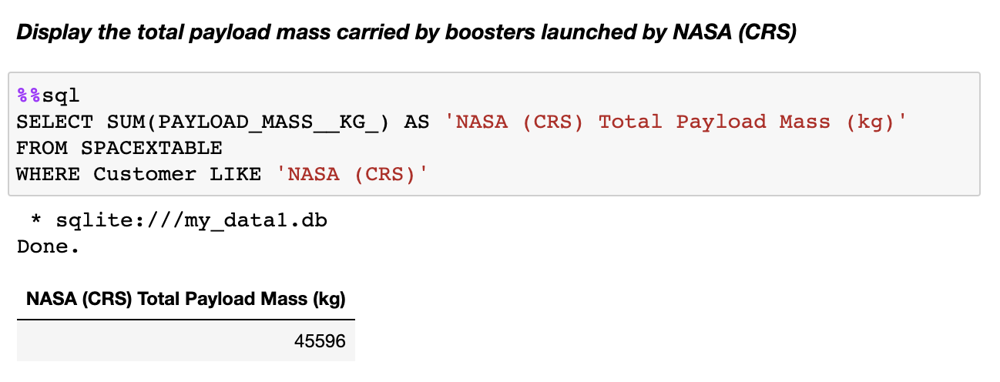 Display the total payload mass carried by boosters launched by NASA (CRS)
%%sql
SELECT SUM(PAYLOAD_MASS__KG_) AS 'NASA (CRS) Total Payload Mass (kg)'
FROM SPACEXTABLE
WHERE Customer LIKE 'NASA (CRS)'
* sqlite:///my_data1.db
Done.
NASA (CRS) Total Payload Mass (kg)
45596